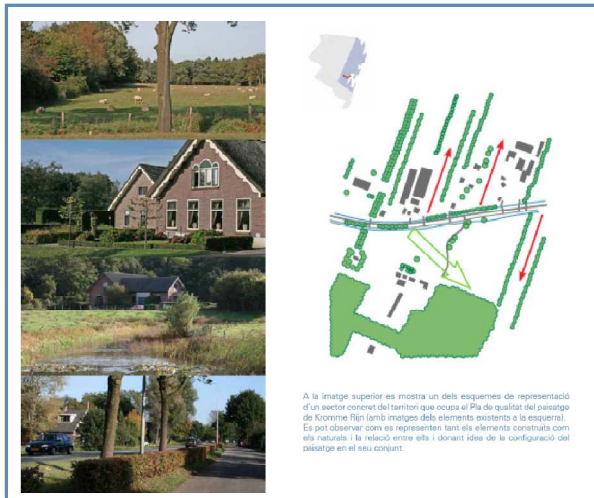 A la imatge superior es mostra un dels esquemes de representació
d'un sector concret del territori que ocupa el Pla de qualitat del paisatge
de Kromme Rijn (amb imatges dels elements existents a la esquerra).
Es pot observar com es representen tant els elements construïts com
els naturals i la relació entre ells i donant idea de la configuració del
paisatge en el seu conjunt.